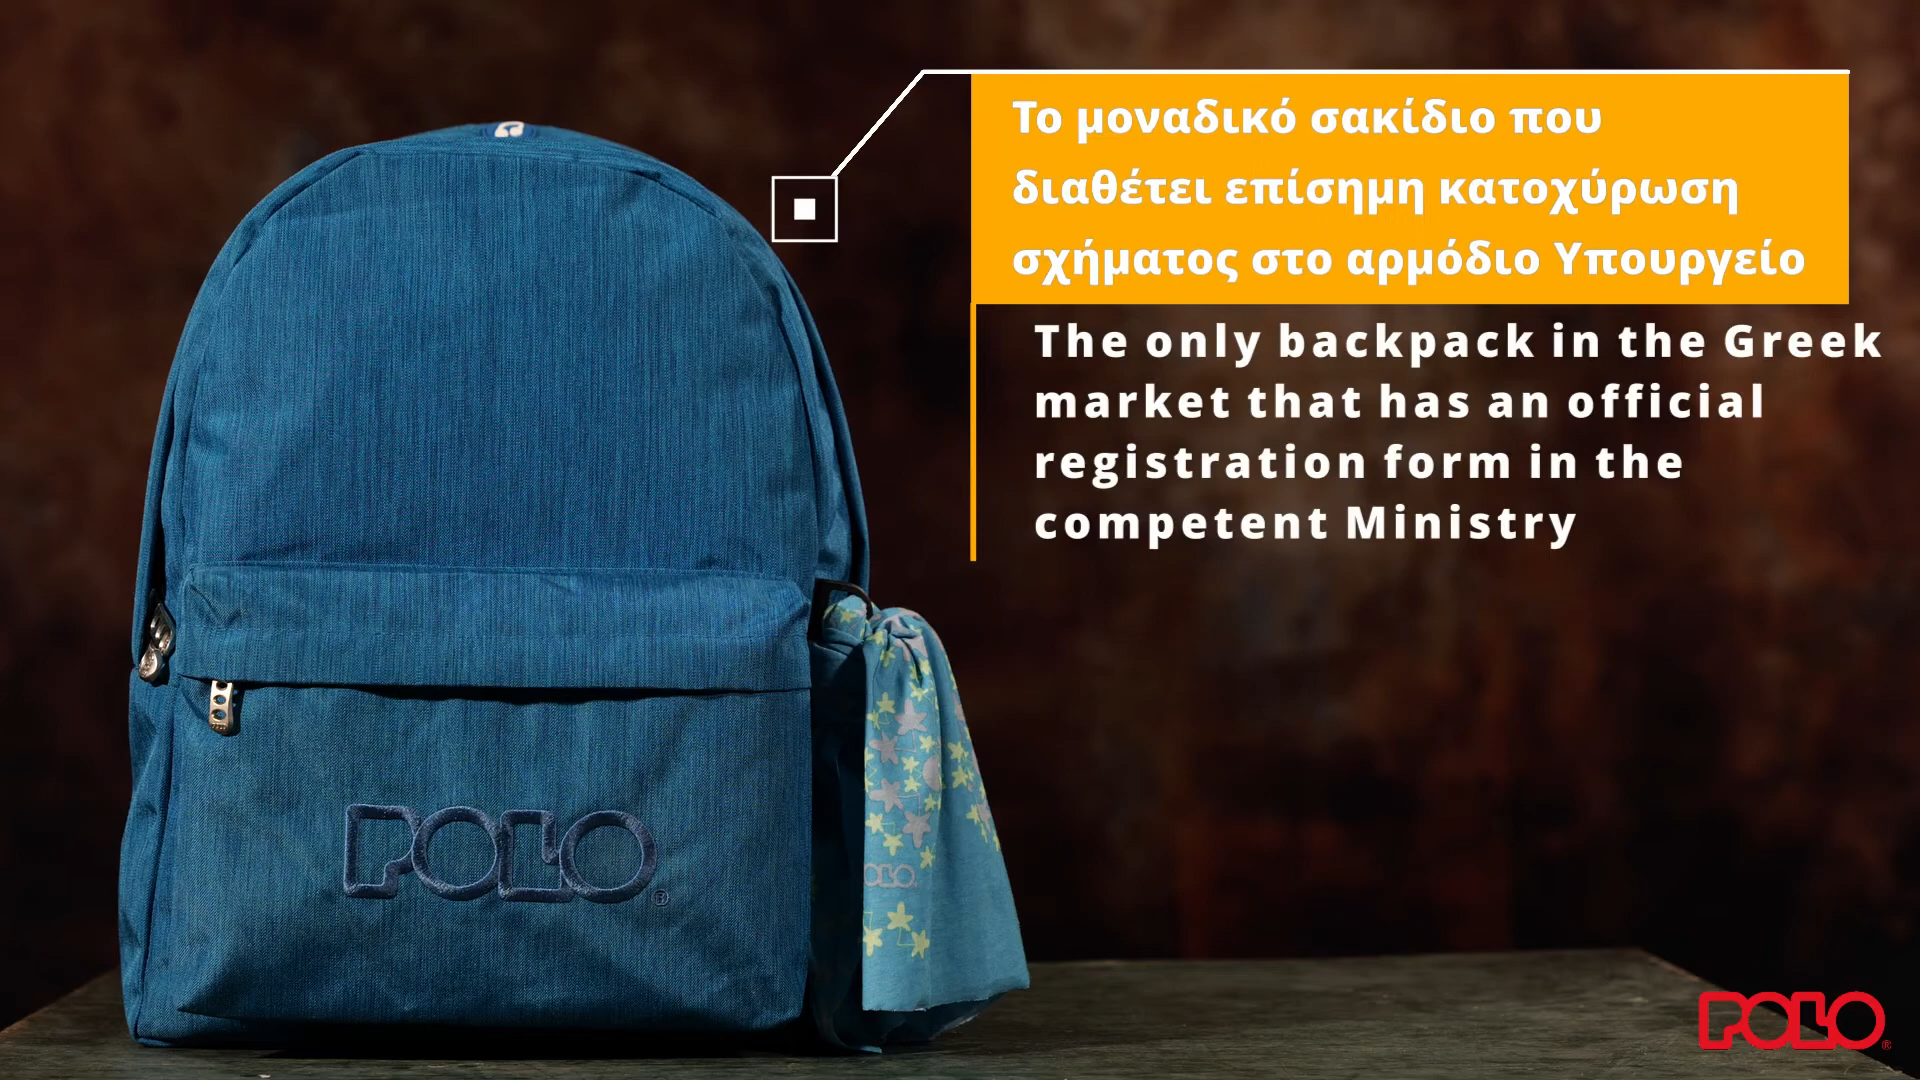 Το μοναδικό σακίδιο που
διαθέτει επίσημη κατοχύρωση
σχήματος στο αρμόδιο Υπουργείο
The only backpack in the Greek
market that has an official
registration form in the
competent Ministry
POLO®
OLO
POLO®